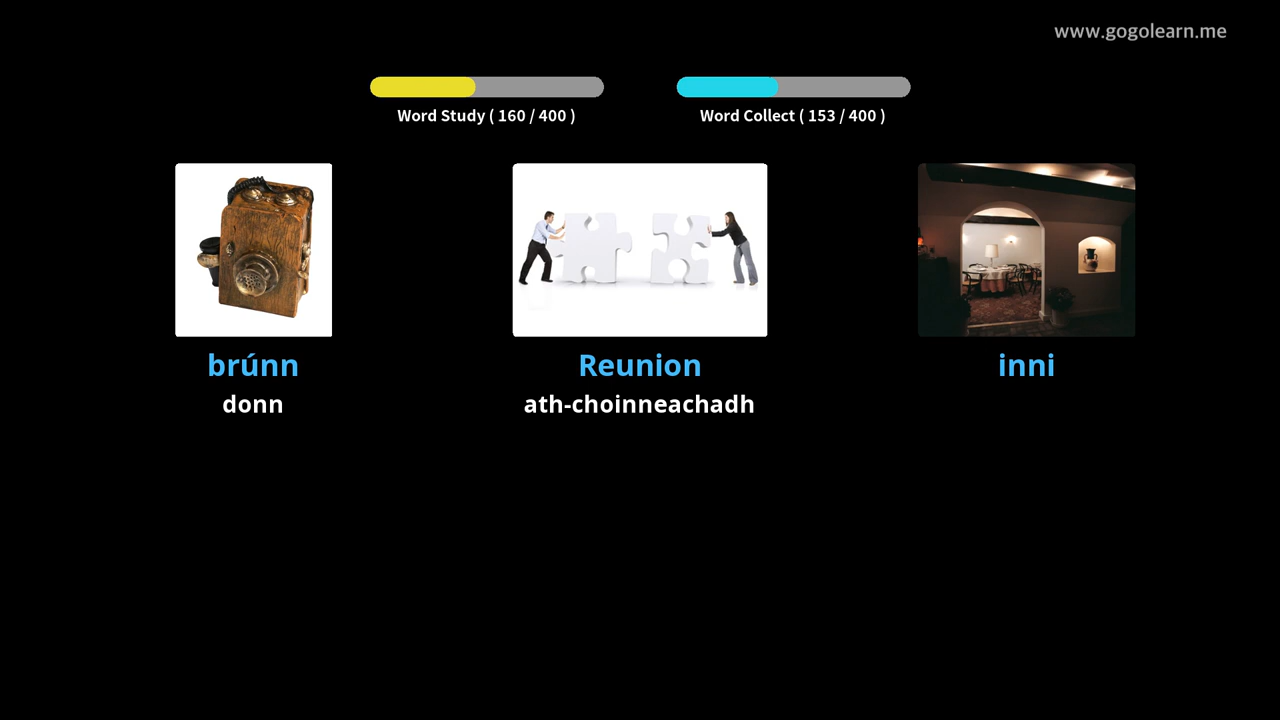 www.gogolearn.me
Word Study ( 160 / 400 )
Word Collect ( 153 / 400 )
brúnn
donn
Reunion
ath-choinneachadh
inni